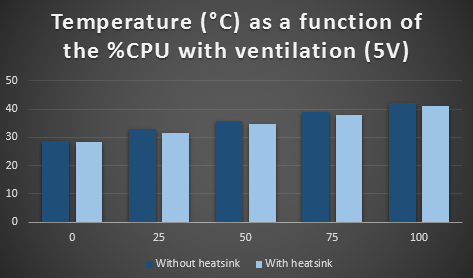 Temperature (°C) as a function of
the %CPU with ventilation (5V)
50
40
30
20
10
0
0 25 50 75 100
Without heatsink With heatsink